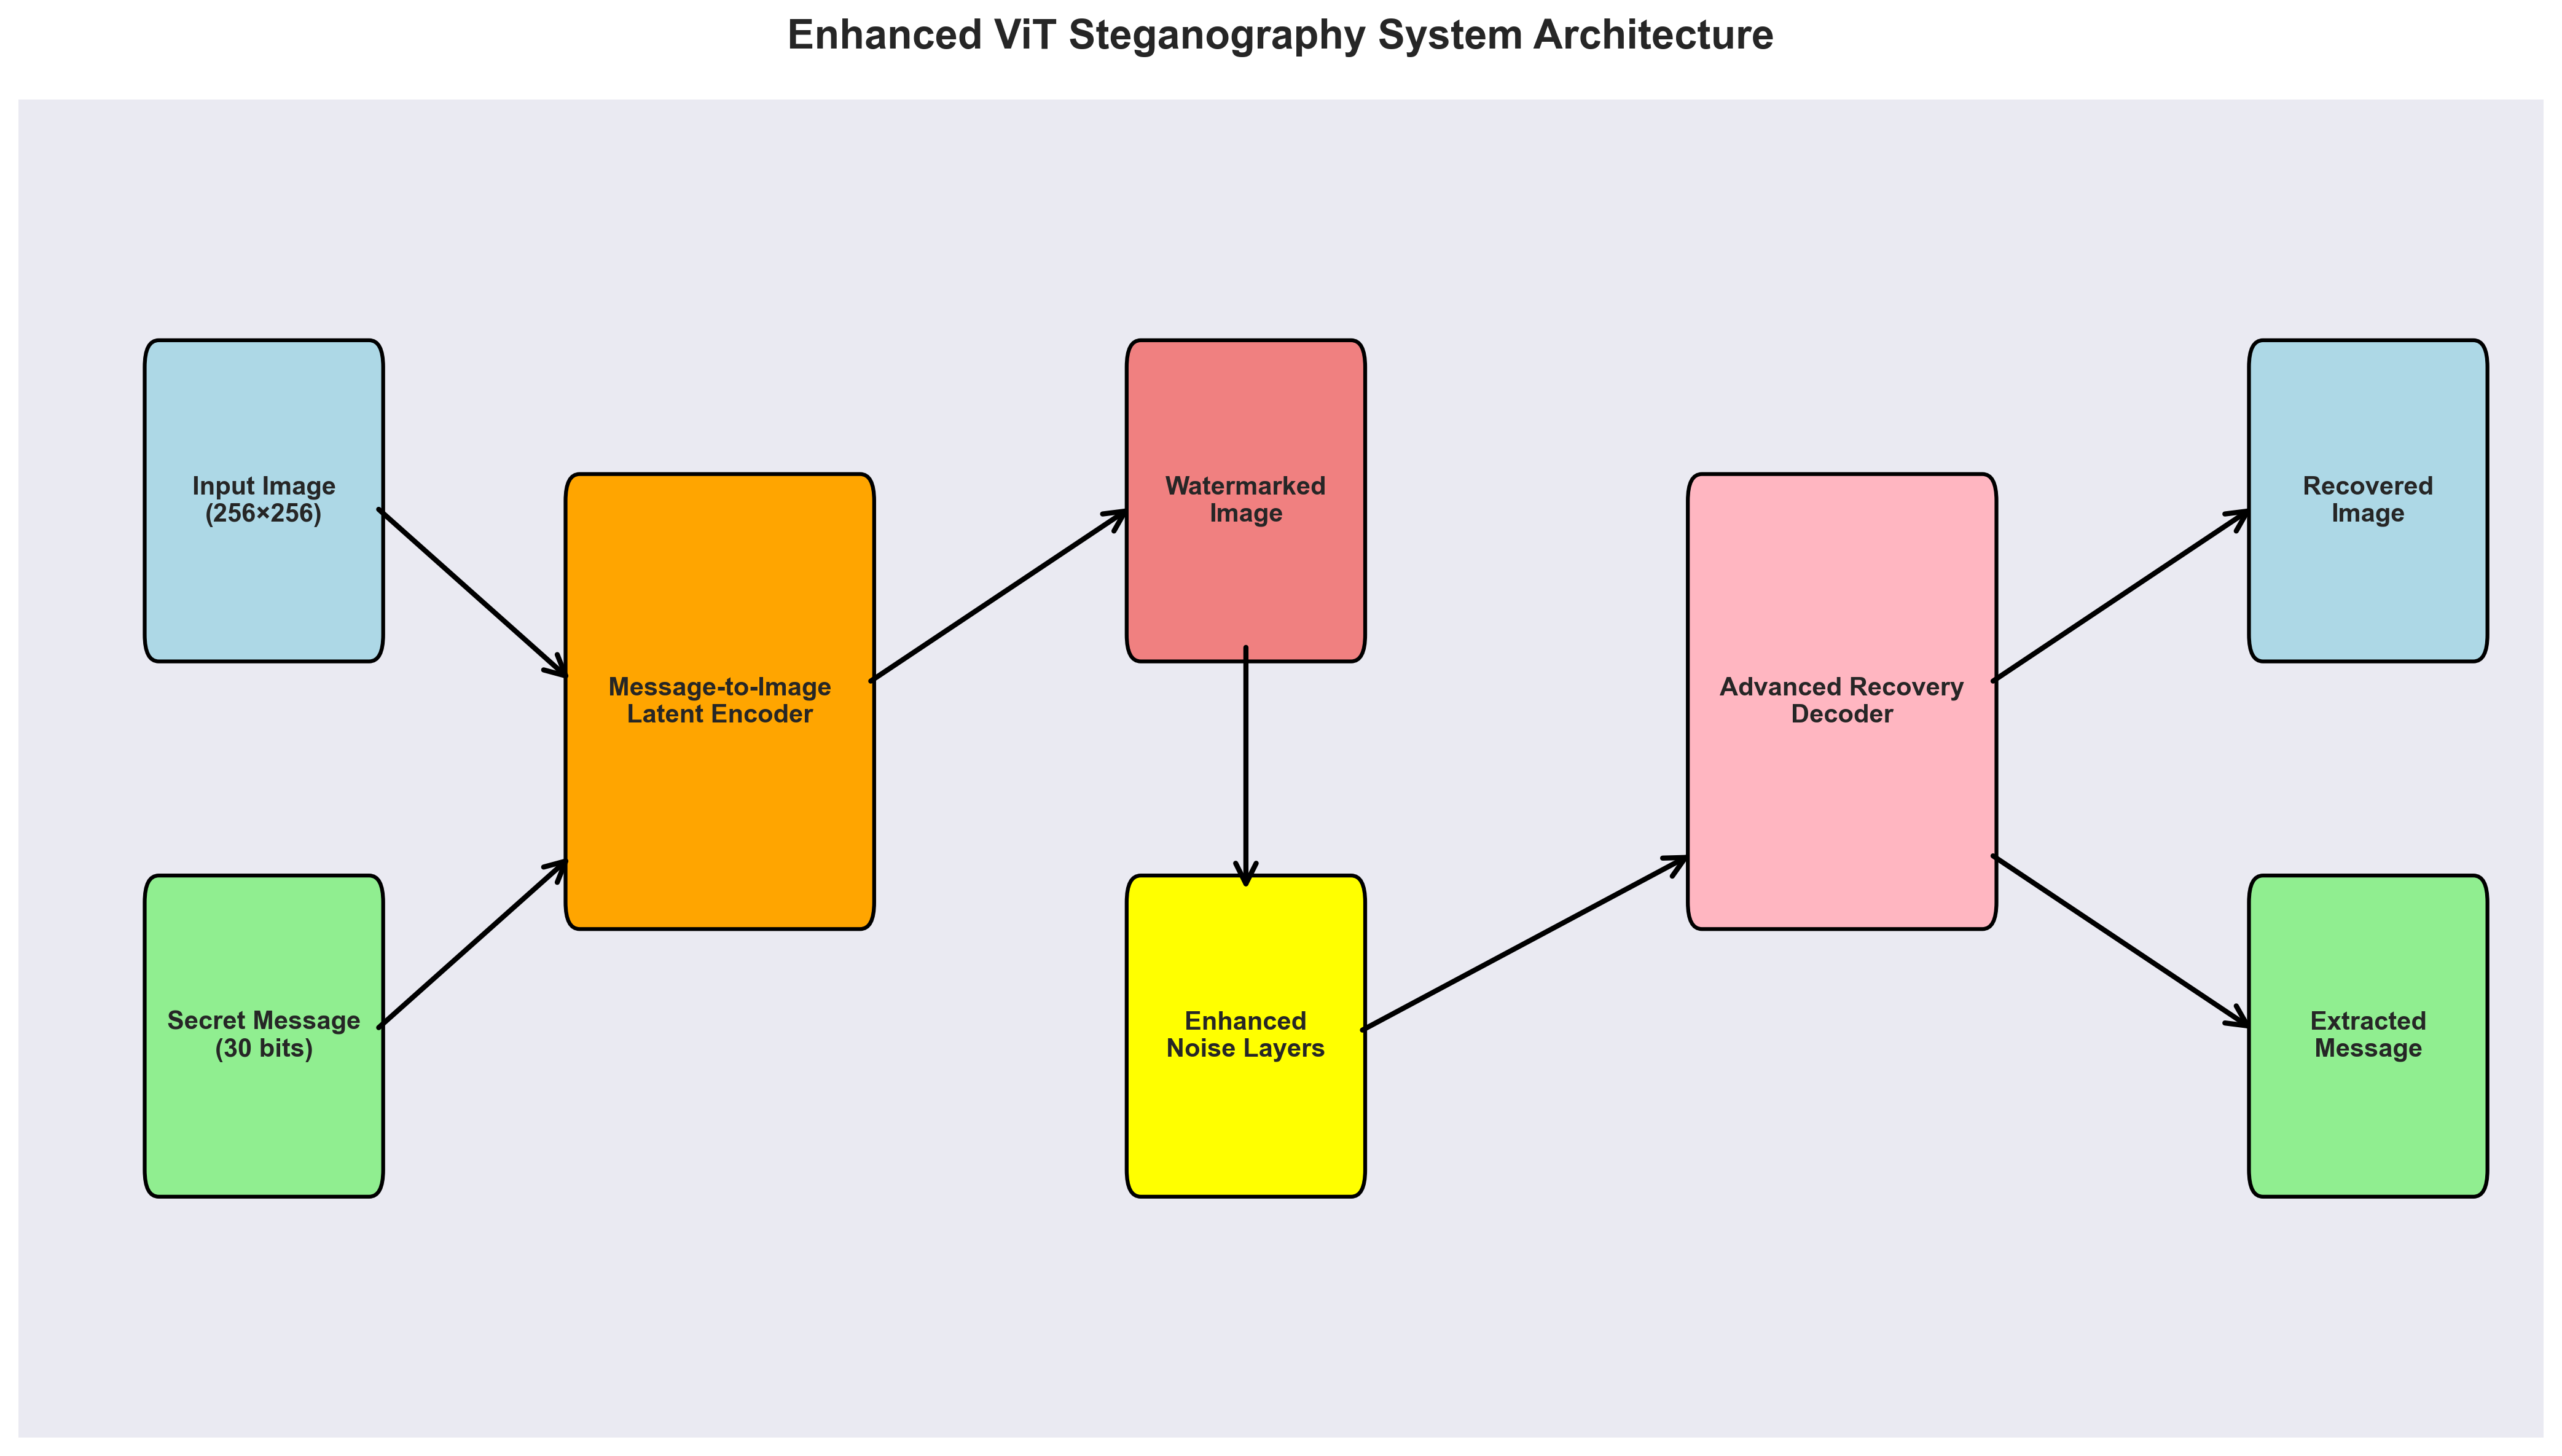 Enhanced ViT Steganography System Architecture
Input Image
(256×256)
Secret Message
(30 bits)
Message-to-Image
Latent Encoder
Watermarked
Image
Enhanced
Noise Layers
Advanced Recovery
Decoder
Recovered
Image
Extracted
Message